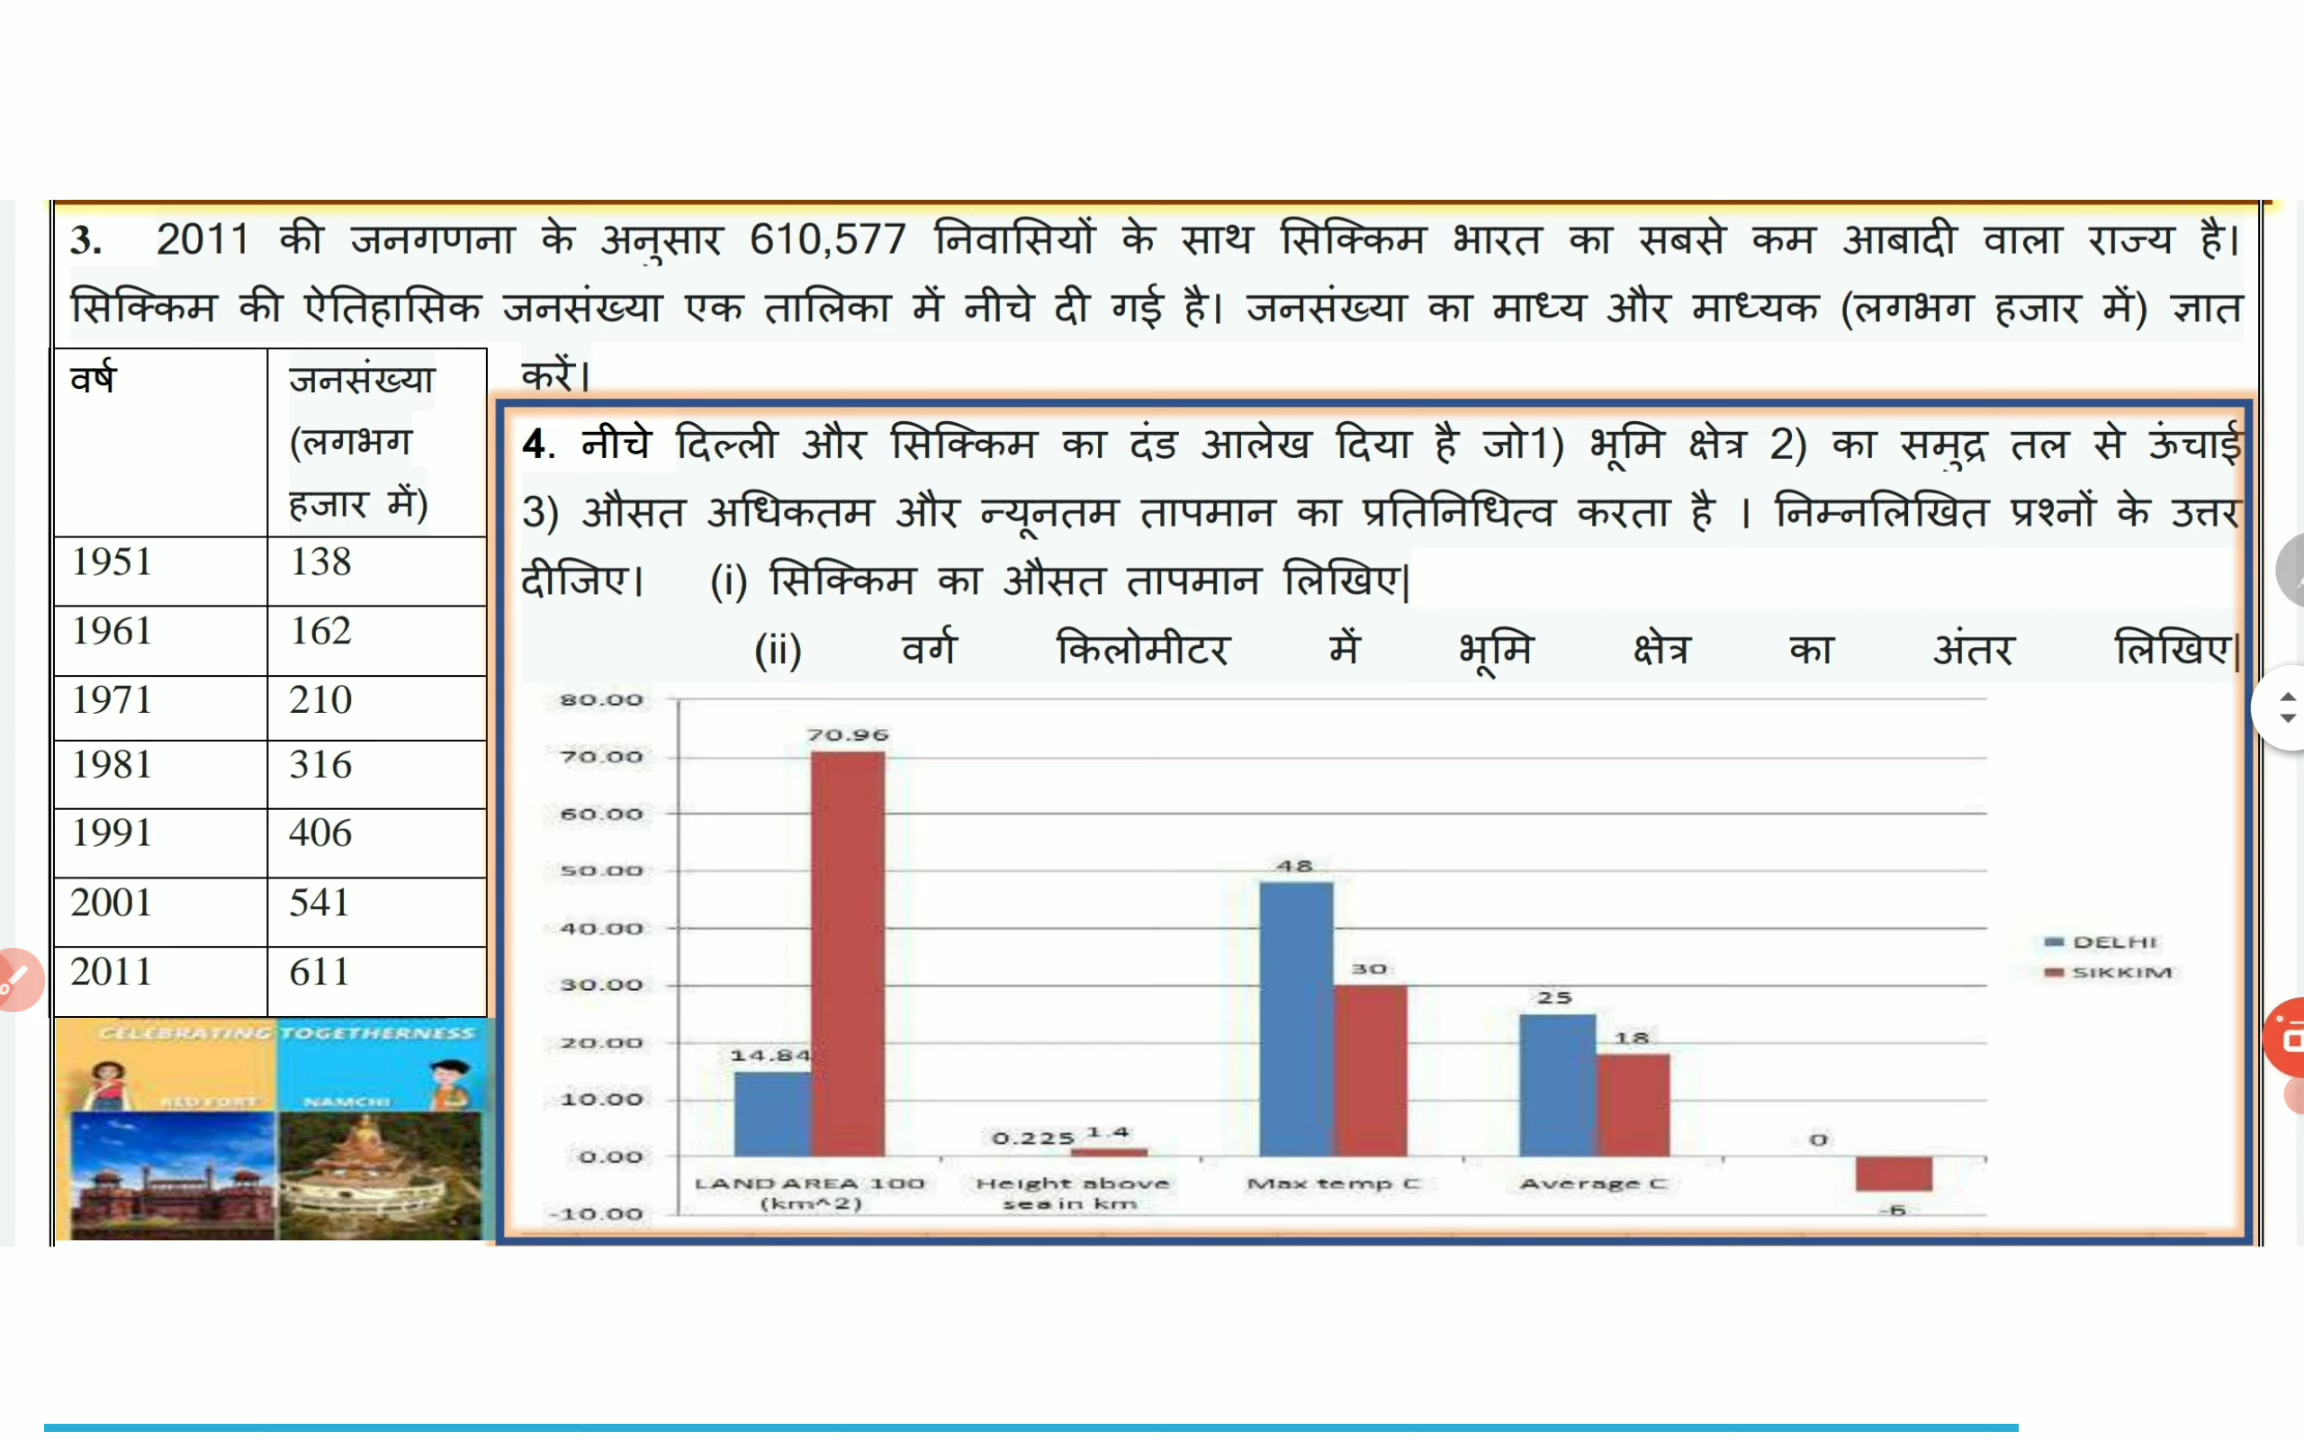 3. 2011 की जनगणना के अनुसार 610,577 निवासियों के साथ सिक्किम भारत का सबसे कम आबादी वाला राज्य है।
सिक्किम की ऐतिहासिक जनसंख्या एक तालिका में नीचे दी गई है। जनसंख्या का माध्य और माध्यक (लगभग हजार में) ज्ञात
करें।
वर्ष जनसंख्या
(लगभग
हजार में)
1951 138
1961 162
1971 210
1981 316
1991 406
2001 541
2011 611
CELEBRATING TOGETHERNESS
RED FORT NAMCHI
4. नीचे दिल्ली और सिक्किम का दंड आलेख दिया है जो1) भूमि क्षेत्र 2) का समुद्र तल से ऊंचाई
3) औसत अधिकतम और न्यूनतम तापमान का प्रतिनिधित्व करता है । निम्नलिखित प्रश्नों के उत्तर
दीजिए। (i) सिक्किम का औसत तापमान लिखिए|
(ii) वर्ग किलोमीटर में भूमि क्षेत्र का अंतर लिखिए|
80.00
70.96
70.00
60.00
50.00
48
40.00
30.00
30
25
20.00
18
14.84
10.00
0.225 1.4
0
0.00
LAND AREA 100 Height above Max temp C Average C
(km^2) sea in km
-10.00
-6
DELHI
SIKKIM